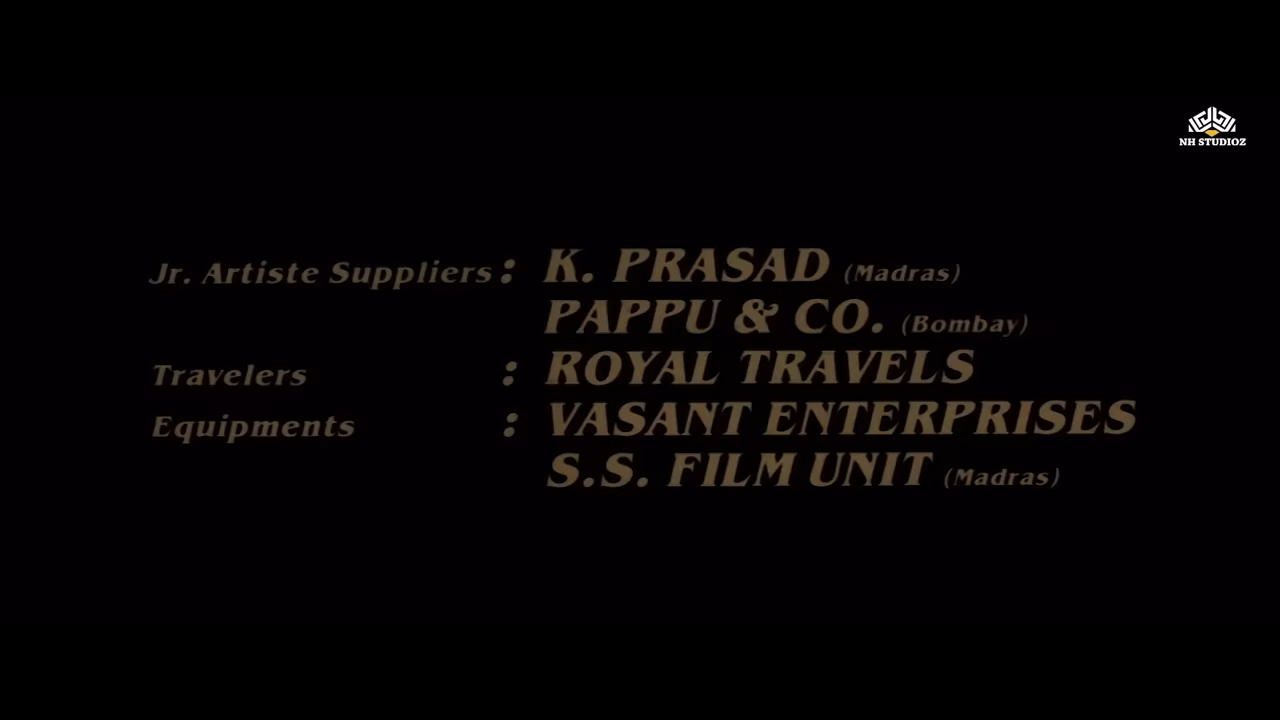 NH STUDIOZ
Jr. Artiste Suppliers : K. PRASAD (Madras)
PAPPU & CO. (Bombay)
Travelers : ROYAL TRAVELS
Equipments : VASANT ENTERPRISES
S.S. FILM UNIT (Madras)